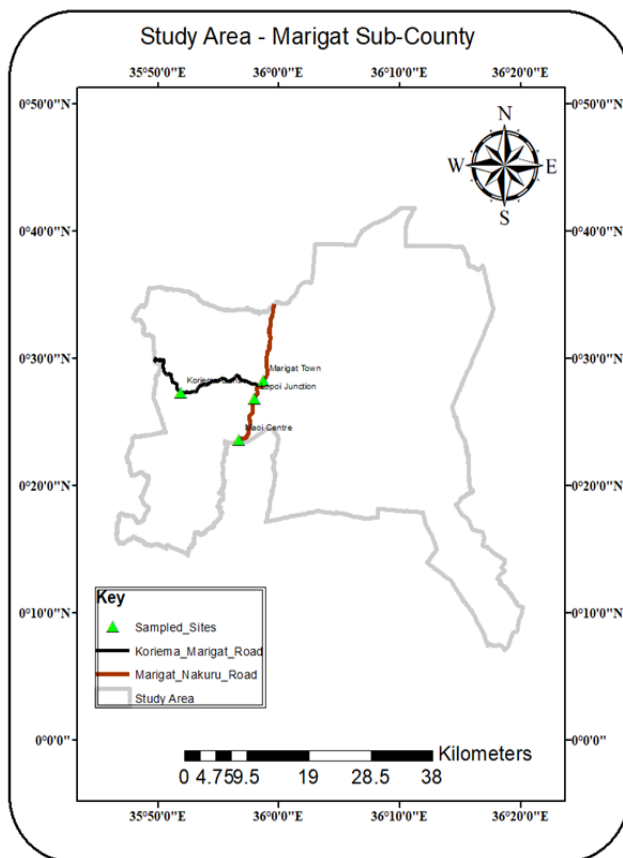 Study Area - Marigat Sub-County
35°50'0"E 36°0'0"E 36°10'0"E 36°20'0"E
0°50'0"N 0°50'0"N
N
W E
S
0°40'0"N 0°40'0"N
0°30'0"N 0°30'0"N
Marigat Town
Koriema
Junction
Centre
0°20'0"N 0°20'0"N
0°10'0"N 0°10'0"N
Key
Sampled_Sites
Koriema_Marigat_Road
Marigat_Nakuru_Road
Study Area
0°0'0" 0°0'0"
Kilometers
0 4.75 9.5 19 28.5 38
35°50'0"E 36°0'0"E 36°10'0"E 36°20'0"E